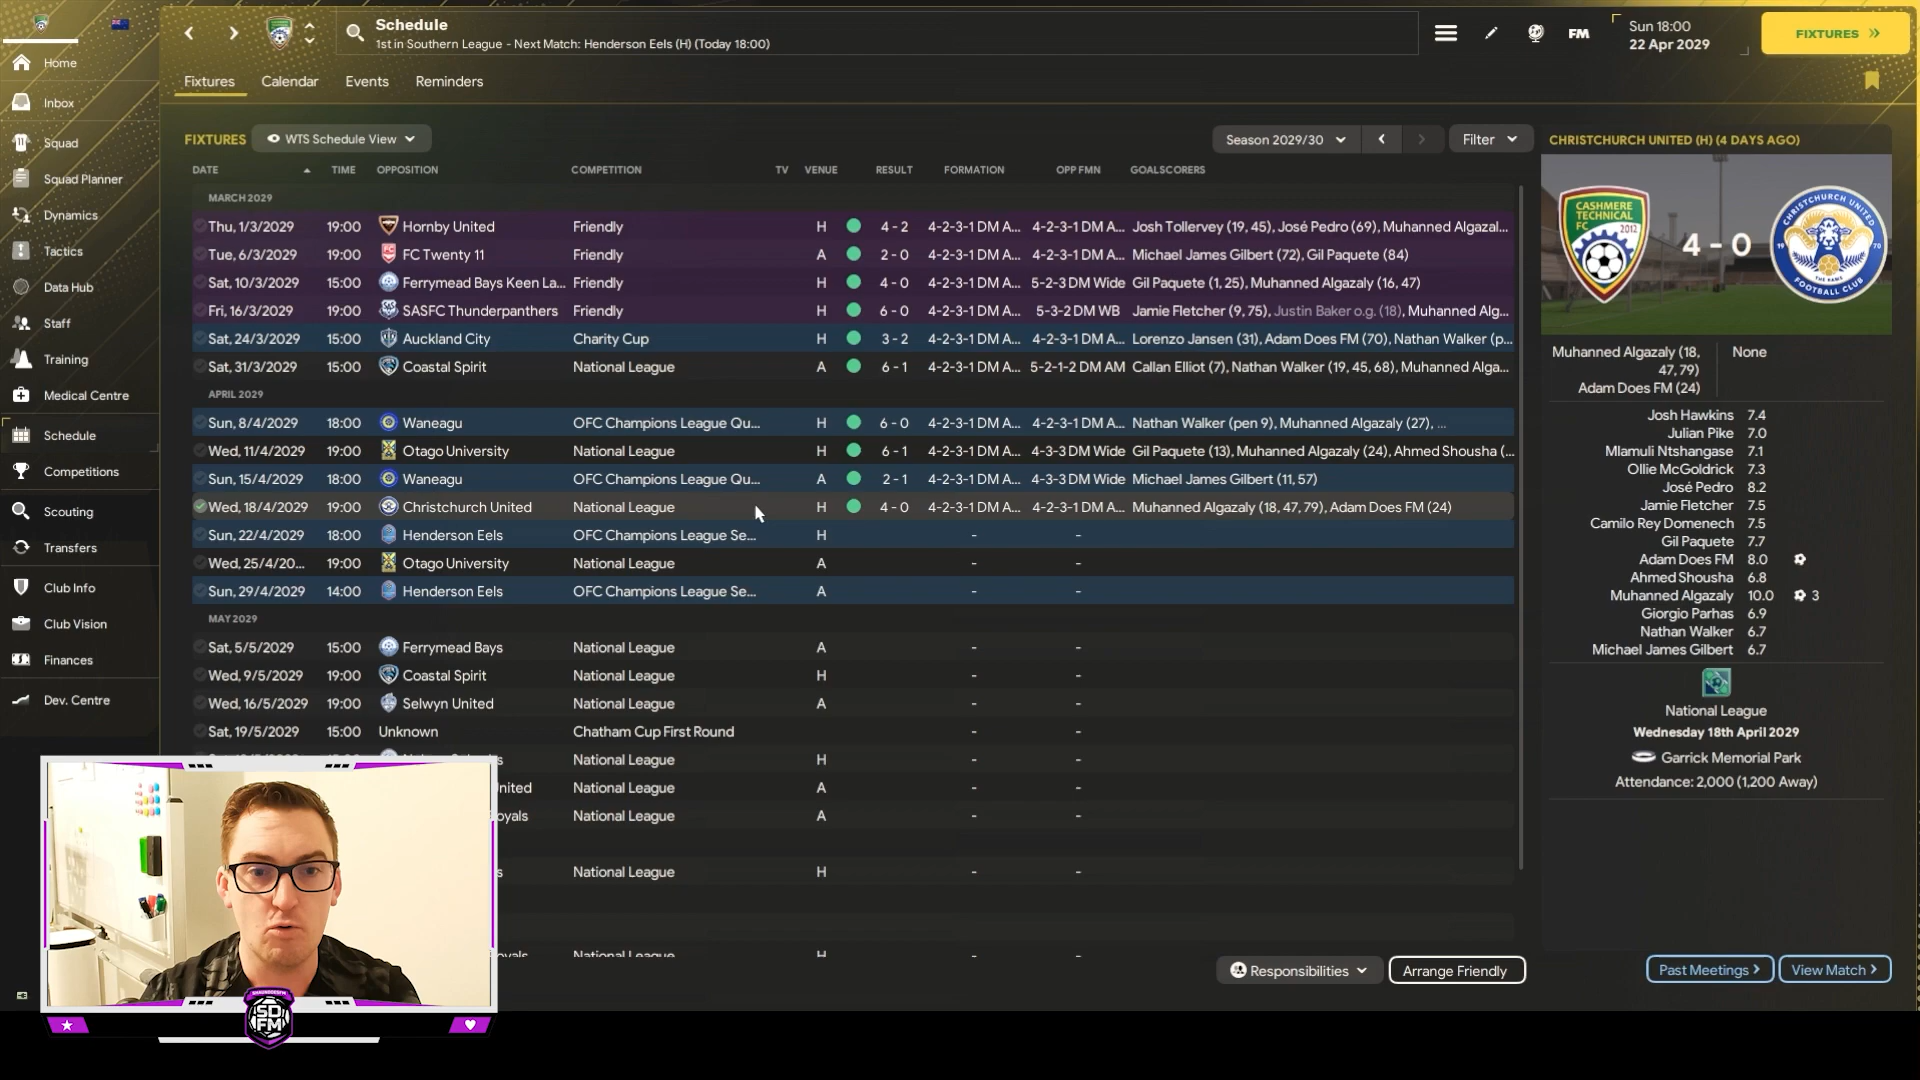 Schedule
1st in Southern League - Next Match: Henderson Eels (H) (Today 18:00)
FM
Sun 18:00
22 Apr 2029
FIXTURES
Home
Inbox
Squad
Squad Planner
Dynamics
Tactics
Data Hub
Staff
Training
Medical Centre
Schedule
Competitions
Scouting
Transfers
Club Info
Club Vision
Finances
Dev. Centre
Fixtures Calendar Events Reminders
FIXTURES WTS Schedule View Season 2029/30 Filter
DATE TIME OPPOSITION COMPETITION TV VENUE RESULT FORMATION OPP FMN GOALSCORERS
MARCH 2029
Thu, 1/3/2029 19:00 Hornby United Friendly H 4 - 2 4-2-3-1 DM A... 4-2-3-1 DM A... Josh Tollervey (19, 45), José Pedro (69), Muhanned Algazal...
Tue, 6/3/2029 19:00 FC Twenty 11 Friendly A 2 - 0 4-2-3-1 DM A... 4-2-3-1 DM A... Michael James Gilbert (72), Gil Paquete (84)
Sat, 10/3/2029 15:00 Ferrymead Bays Keen La... Friendly H 4 - 0 4-2-3-1 DM A... 5-2-3 DM Wide Gil Paquete (1, 25), Muhanned Algazaly (16, 47)
Fri, 16/3/2029 19:00 SASFC Thunderpanthers Friendly H 6 - 0 4-2-3-1 DM A... 5-3-2 DM WB Jamie Fletcher (9, 75), Justin Baker o.g. (18), Muhanned Alg...
Sat, 24/3/2029 15:00 Auckland City Charity Cup H 3 - 2 4-2-3-1 DM A... 4-2-3-1 DM A... Lorenzo Jansen (31), Adam Does FM (70), Nathan Walker (p...
Sat, 31/3/2029 15:00 Coastal Spirit National League A 6 - 1 4-2-3-1 DM A... 5-2-1-2 DM AM Callan Elliot (7), Nathan Walker (19, 45, 68), Muhanned Alga...
APRIL 2029
Sun, 8/4/2029 18:00 Waneagu OFC Champions League Qu... H 6 - 0 4-2-3-1 DM A... 4-2-3-1 DM A... Nathan Walker (pen 9), Muhanned Algazaly (27), ...
Wed, 11/4/2029 19:00 Otago University National League H 6 - 1 4-2-3-1 DM A... 4-3-3 DM Wide Gil Paquete (13), Muhanned Algazaly (24), Ahmed Shousha (...
Sun, 15/4/2029 18:00 Waneagu OFC Champions League Qu... A 2 - 1 4-2-3-1 DM A... 4-3-3 DM Wide Michael James Gilbert (11, 57)
Wed, 18/4/2029 19:00 Christchurch United National League H 4 - 0 4-2-3-1 DM A... 4-2-3-1 DM A... Muhanned Algazaly (18, 47, 79), Adam Does FM (24)
Sun, 22/4/2029 18:00 Henderson Eels OFC Champions League Se... H - -
Wed, 25/4/20... 19:00 Otago University National League A - -
Sun, 29/4/2029 14:00 Henderson Eels OFC Champions League Se... A - -
MAY 2029
Sat, 5/5/2029 15:00 Ferrymead Bays National League A - -
Wed, 9/5/2029 19:00 Coastal Spirit National League H - -
Wed, 16/5/2029 19:00 Selwyn United National League A - -
Sat, 19/5/2029 15:00 Unknown Chatham Cup First Round - -
National League H - -
National League A - -
National League A - -
National League H - -
National League H
Responsibilities Arrange Friendly
CHRISTCHURCH UNITED (H) (4 DAYS AGO)
CASHMERE TECHNICAL FC 2012
4 - 0
CHRISTCHURCH UNITED 19 70 FOOTBALL CLUB
Muhanned Algazaly (18, 47, 79)
Adam Does FM (24)
None
Josh Hawkins 7.4
Julian Pike 7.0
Mlamuli Ntshangase 7.1
Ollie McGoldrick 7.3
José Pedro 8.2
Jamie Fletcher 7.5
Camilo Rey Domenech 7.5
Gil Paquete 7.7
Adam Does FM 8.0
Ahmed Shousha 6.8
Muhanned Algazaly 10.0 3
Giorgio Parhas 6.9
Nathan Walker 6.7
Michael James Gilbert 6.7
National League
Wednesday 18th April 2029
Garrick Memorial Park
Attendance: 2,000 (1,200 Away)
Past Meetings View Match
SD
FM